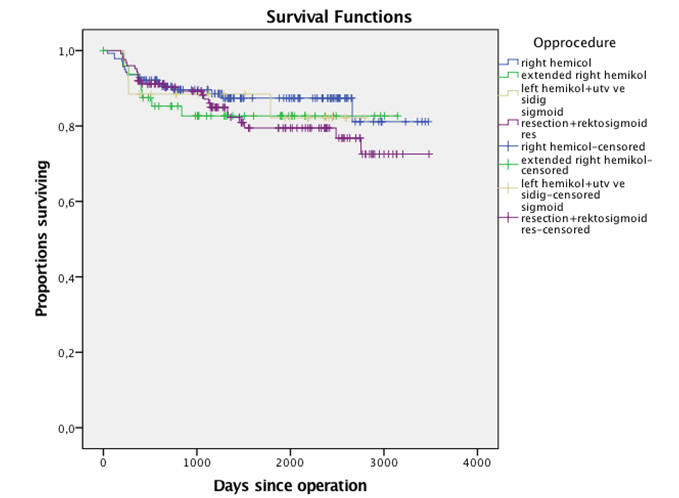 Survival Functions
Opprocedure
right hemicol
extended right hemikol
left hemikol+utv ve
sidig
sigmoid
resection+rektosigmoid
res
right hemicol-censored
extended right hemikol-
censored
left hemikol+utv ve
sidig-censored
sigmoid
resection+rektosigmoid
res-censored
Proportions surviving
1,0
0,8
0,6
0,4
0,2
0,0
0
1000
2000
3000
4000
Days since operation